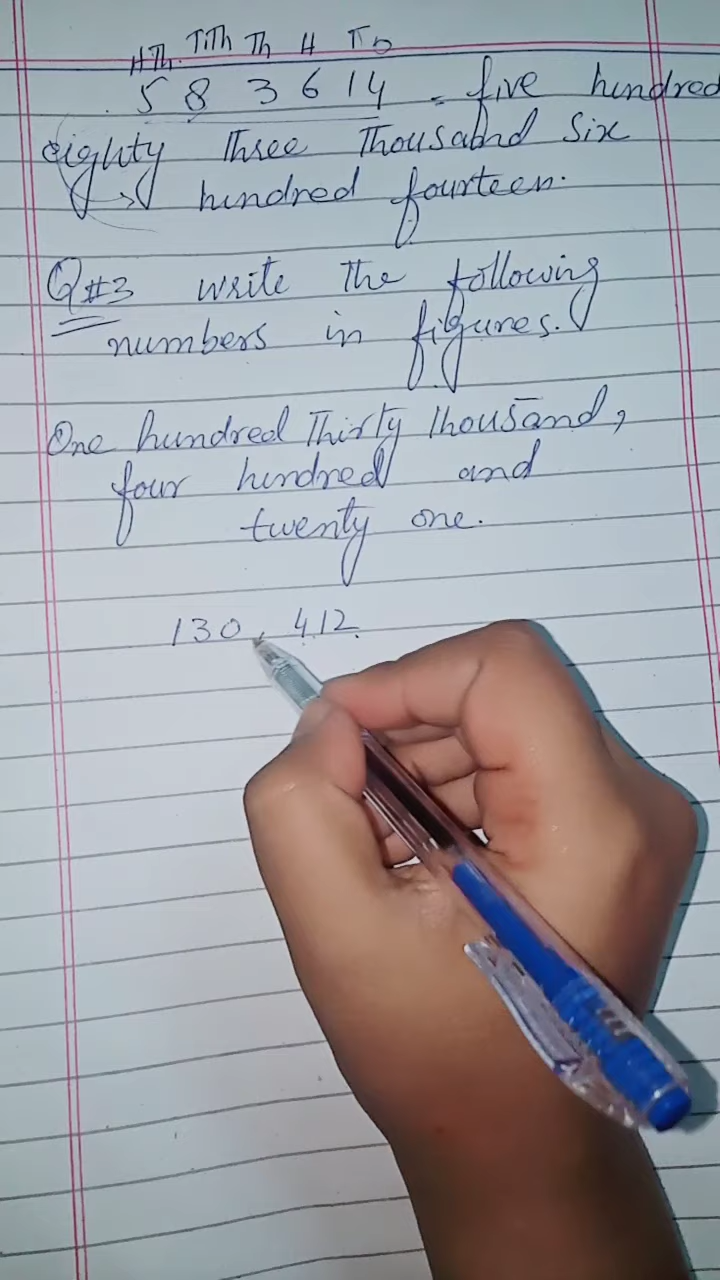 HTh. TTh Th H T O
5 8 3 6 1 4 = five hundred
eighty Three Thousand Six
hundred fourteen.
Q#3 write the following
numbers in figures.
One hundred Thirty Thousand,
four hundred and
twenty one.
130, 412